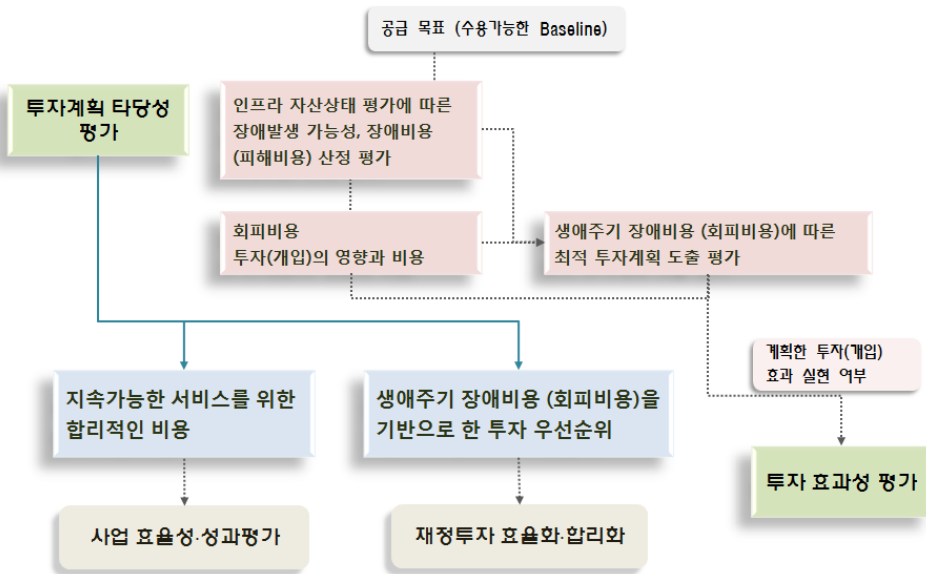 공급 목표 (수용가능한 Baseline)
투자계획 타당성
평가
인프라 자산상태 평가에 따른
장애발생 가능성, 장애비용
(피해비용) 산정 평가
회피비용
투자(개입)의 영향과 비용
생애주기 장애비용 (회피비용)에 따른
최적 투자계획 도출 평가
계획한 투자(개입)
효과 실현 여부
지속가능한 서비스를 위한
합리적인 비용
생애주기 장애비용 (회피비용)을
기반으로 한 투자 우선순위
투자 효과성 평가
사업 효율성·성과평가
재정투자 효율화·합리화